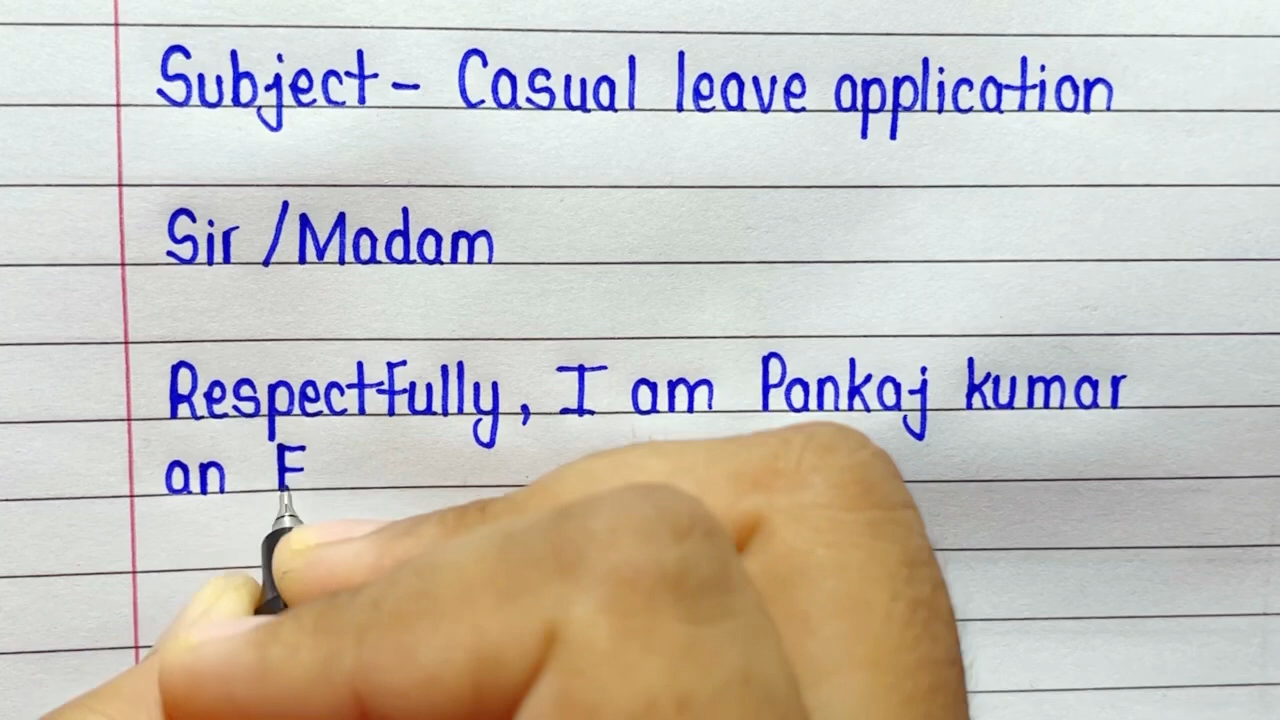 Subject - Casual leave application
Sir / Madam
Respectfully, I am Pankaj kumar
an F